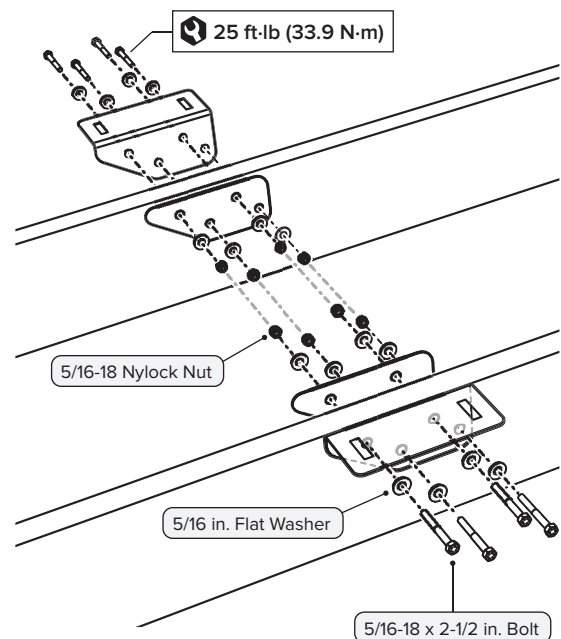 25 ft·lb (33.9 N·m)
5/16-18 Nylock Nut
5/16 in. Flat Washer
5/16-18 x 2-1/2 in. Bolt